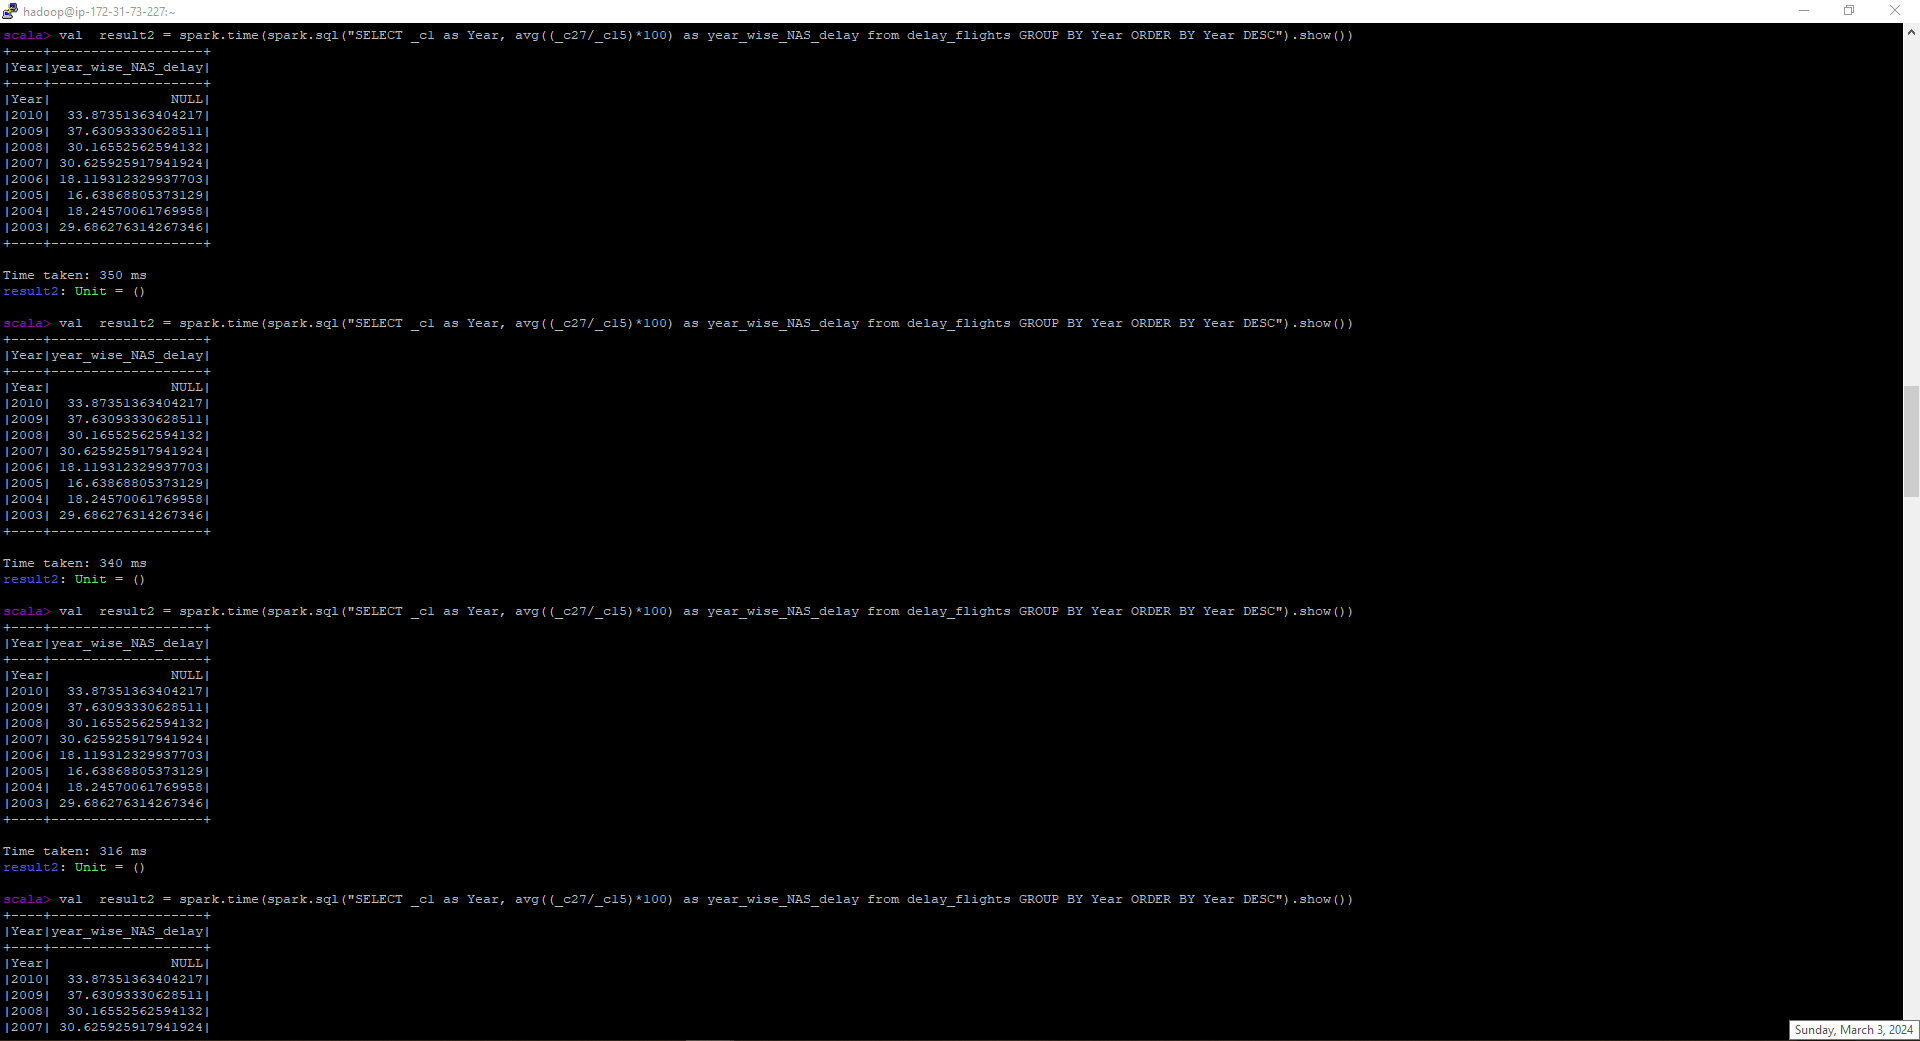 hadoop@ip-172-31-73-227:~
scala> val  result2 = spark.time(spark.sql("SELECT _c1 as Year, avg((_c27/_c15)*100) as year_wise_NAS_delay from delay_flights GROUP BY Year ORDER BY Year DESC").show())
+----+-------------------+
|Year|year_wise_NAS_delay|
+----+-------------------+
|Year|               NULL|
|2010|  33.87351363404217|
|2009|  37.63093330628511|
|2008|  30.16552562594132|
|2007| 30.625925917941924|
|2006| 18.119312329937703|
|2005|  16.63868805373129|
|2004|  18.24570061769958|
|2003| 29.686276314267346|
+----+-------------------+
Time taken: 350 ms
result2: Unit = ()
scala> val  result2 = spark.time(spark.sql("SELECT _c1 as Year, avg((_c27/_c15)*100) as year_wise_NAS_delay from delay_flights GROUP BY Year ORDER BY Year DESC").show())
+----+-------------------+
|Year|year_wise_NAS_delay|
+----+-------------------+
|Year|               NULL|
|2010|  33.87351363404217|
|2009|  37.63093330628511|
|2008|  30.16552562594132|
|2007| 30.625925917941924|
|2006| 18.119312329937703|
|2005|  16.63868805373129|
|2004|  18.24570061769958|
|2003| 29.686276314267346|
+----+-------------------+
Time taken: 340 ms
result2: Unit = ()
scala> val  result2 = spark.time(spark.sql("SELECT _c1 as Year, avg((_c27/_c15)*100) as year_wise_NAS_delay from delay_flights GROUP BY Year ORDER BY Year DESC").show())
+----+-------------------+
|Year|year_wise_NAS_delay|
+----+-------------------+
|Year|               NULL|
|2010|  33.87351363404217|
|2009|  37.63093330628511|
|2008|  30.16552562594132|
|2007| 30.625925917941924|
|2006| 18.119312329937703|
|2005|  16.63868805373129|
|2004|  18.24570061769958|
|2003| 29.686276314267346|
+----+-------------------+
Time taken: 316 ms
result2: Unit = ()
scala> val  result2 = spark.time(spark.sql("SELECT _c1 as Year, avg((_c27/_c15)*100) as year_wise_NAS_delay from delay_flights GROUP BY Year ORDER BY Year DESC").show())
+----+-------------------+
|Year|year_wise_NAS_delay|
+----+-------------------+
|Year|               NULL|
|2010|  33.87351363404217|
|2009|  37.63093330628511|
|2008|  30.16552562594132|
|2007| 30.625925917941924|
Sunday, March 3, 2024